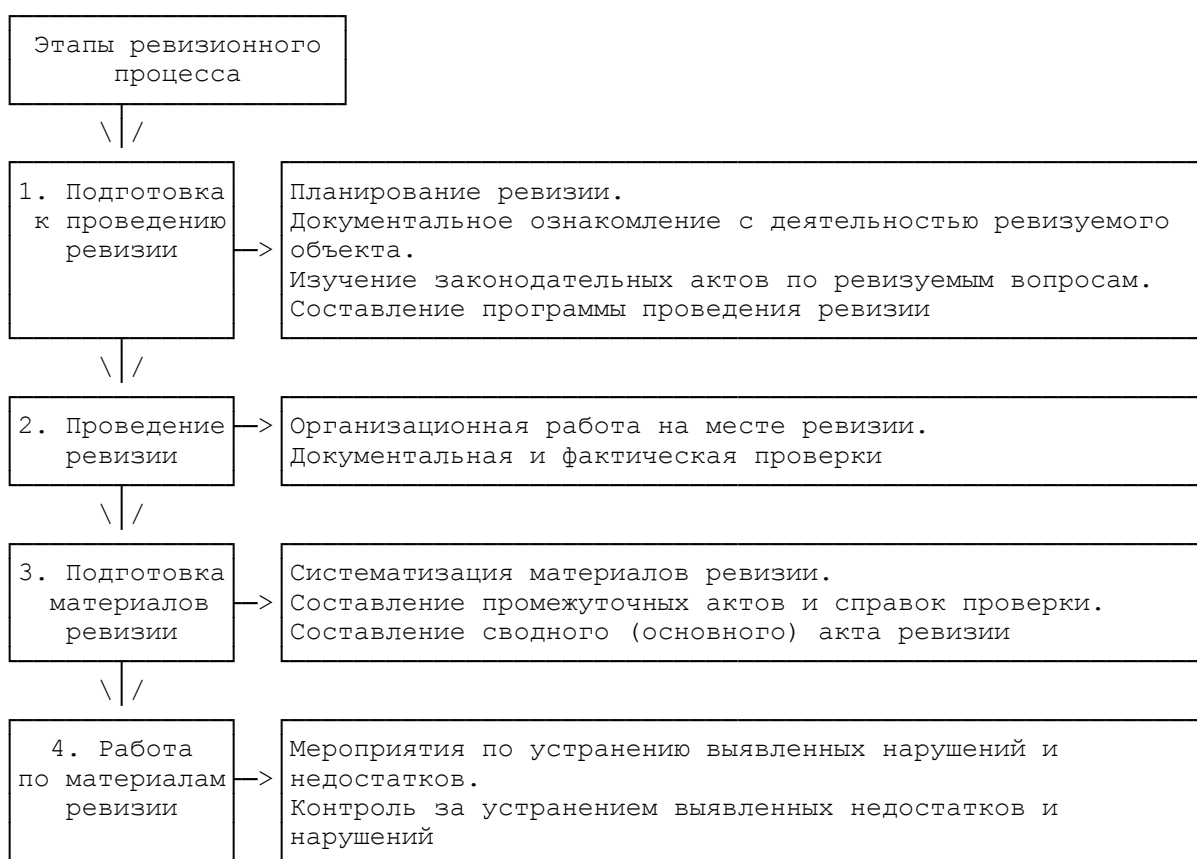 Этапы ревизионного
процесса
1. Подготовка
к проведению
ревизии
Планирование ревизии.
Документальное ознакомление с деятельностью ревизуемого
объекта.
Изучение законодательных актов по ревизуемым вопросам.
Составление программы проведения ревизии
2. Проведение
ревизии
Организационная работа на месте ревизии.
Документальная и фактическая проверки
3. Подготовка
материалов
ревизии
Систематизация материалов ревизии.
Составление промежуточных актов и справок проверки.
Составление сводного (основного) акта ревизии
4. Работа
по материалам
ревизии
Мероприятия по устранению выявленных нарушений и
недостатков.
Контроль за устранением выявленных недостатков и
нарушений